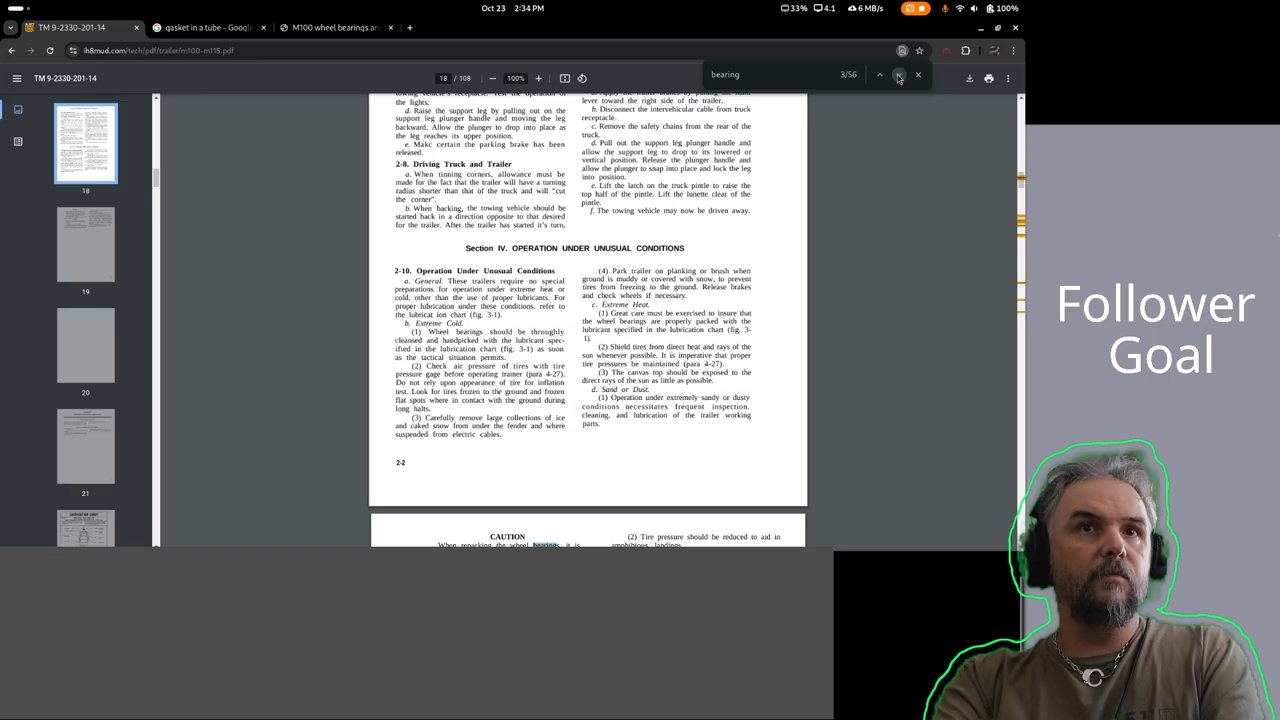 Oct 23 2:34 PM
33% 4.1 6 MB/s 100%
TM 9-2330-201-14
gasket in a tube - Google
M100 wheel bearings an
ih8mud.com/tech/pdf/trailer/m100-m115.pdf
TM 9-2330-201-14
18 / 108
100%
bearing
3/56
18
19
20
21
the lights.
d. Raise the support leg by pulling out on the
support leg plunger handle and moving the leg
backward. Allow the plunger to drop into place as
the leg reaches its upper position.
e. Makc certain the parking brake has been
released.
2-8. Driving Truck and Trailer
a. When tinning corners, allowance must be
made for the fact that the trailer will have a turning
radius shorter than that of the truck and will "cut
the corner".
b. When backing, the towing vehicle should be
started back in a direction opposite to that desired
for the trailer. After the trailer has started it's turn,
lever toward the right side of the trailer.
b. Disconnect the intervehicular cable from truck
receptacle.
c. Remove the safety chains from the rear of the
truck.
d. Pull out the support leg plunger handle and
allow the support leg to drop to its lowered or
vertical position. Release the plunger handle and
allow the plunger to snap into place and lock the leg
into position.
e. Lift the latch on the truck pintle to raise the
top half of the pintle. Lift the lunette clear of the
pintle.
f. The towing vehicle may now be driven away.
Section IV. OPERATION UNDER UNUSUAL CONDITIONS
2-10. Operation Under Unusual Conditions
a. General. These trailers require no special
preparations for operation under extreme heat or
cold, other than the use of proper lubricants. For
proper lubrication under these conditions. refer to
the lubricat ion chart (fig. 3-1).
b. Extreme Cold.
(1) Wheel bearings should be throughly
cleansed and handpicked with the lubricant spec-
ified in the lubrication chart (fig. 3-1) as soon
as the tactical situation permits.
(2) Check air pressure of tires with tire
pressure gage before operating trainer (para 4-27).
Do not rely upon appearance of tire for inflation
test. Look for tires frozen to the ground and frozen
flat spots where in contact with the ground during
long halts.
(3) Carefully remove large collections of ice
and caked snow from under the fender and where
suspended from electric cables.
(4) Park trailer on planking or brush when
ground is muddy or covered with snow, to prevent
tires from freezing to the ground. Release brakes
and check wheels if necessary.
c. Extreme Heat.
(1) Great care must be exercised to insure that
the wheel bearings are properly packed with the
lubricant specified in the lubrication chart (fig. 3-
1).
(2) Shield tires from direct heat and rays of the
sun whenever possible. It is imperative that proper
tire pressures be maintained (para 4-27).
(3) The canvas top should be exposed to the
direct rays of the sun as little as possible.
d. Sand or Dust.
(1) Operation under extremely sandy or dusty
conditions necessitates frequent inspection.
cleaning, and lubrication of the trailer working
parts.
2-2
CAUTION
When repacking the wheel bearings, it is
(2) Tire pressure should be reduced to aid in
amphibious landings.
Follower
Goal